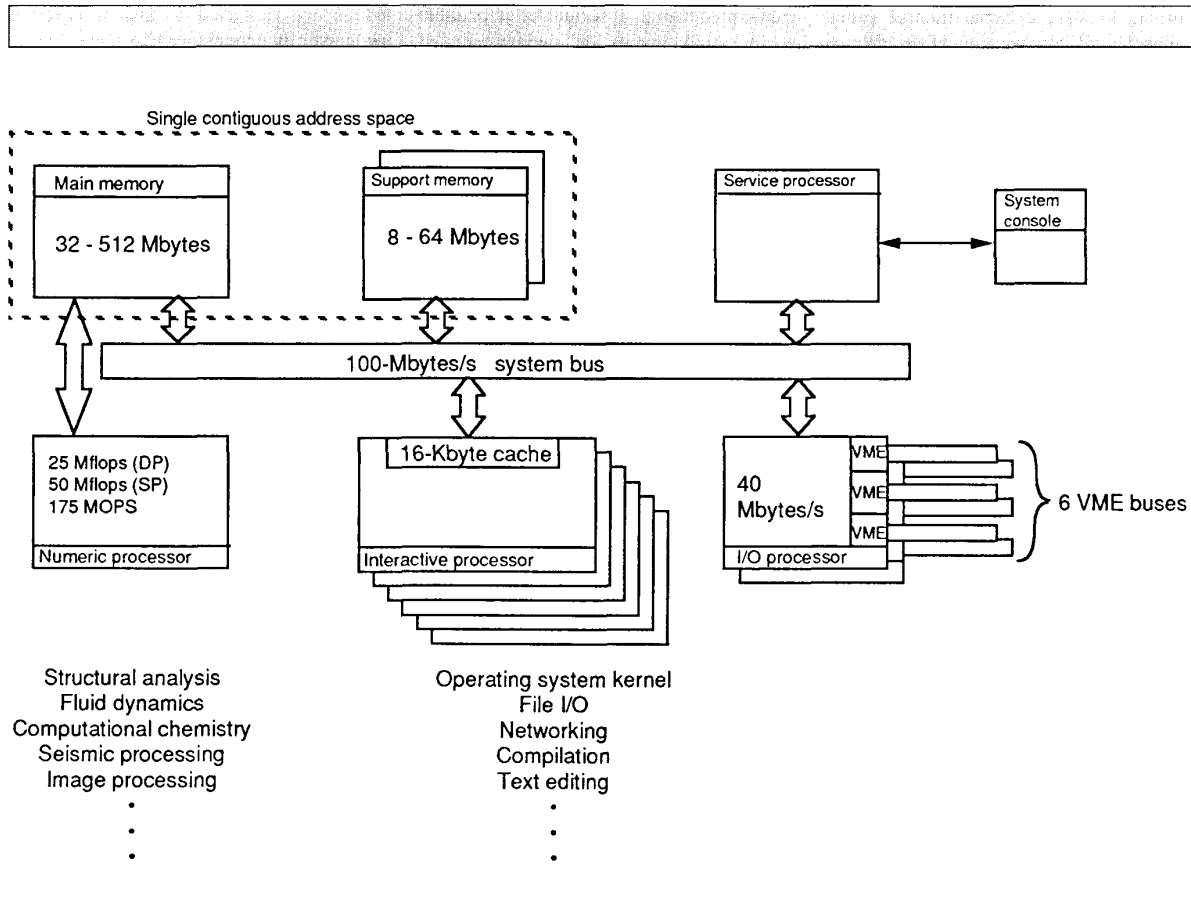 Single contiguous address space
Main memory
32 - 512 Mbytes
Support memory
8 - 64 Mbytes
Service processor
System
console
100-Mbytes/s system bus
25 Mflops (DP)
50 Mflops (SP)
175 MOPS
Numeric processor
16-Kbyte cache
Interactive processor
40
Mbytes/s
VME
VME
VME
I/O processor
6 VME buses
Structural analysis
Fluid dynamics
Computational chemistry
Seismic processing
Image processing
Operating system kernel
File I/O
Networking
Compilation
Text editing